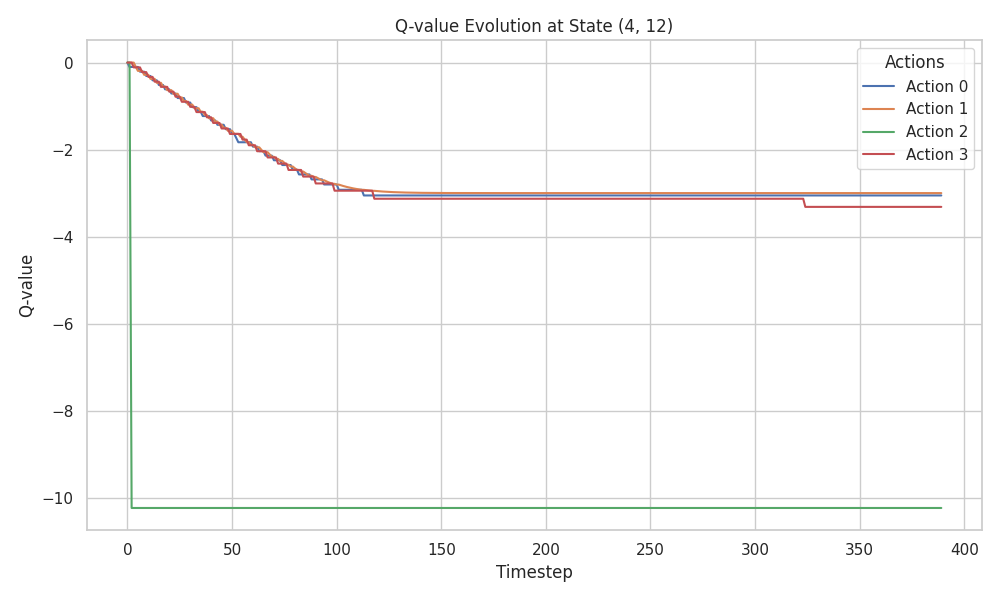 Q-value Evolution at State (4, 12)
Actions
Action 0
Action 1
Action 2
Action 3
Q-value
0
−2
−4
−6
−8
−10
0 50 100 150 200 250 300 350 400
Timestep